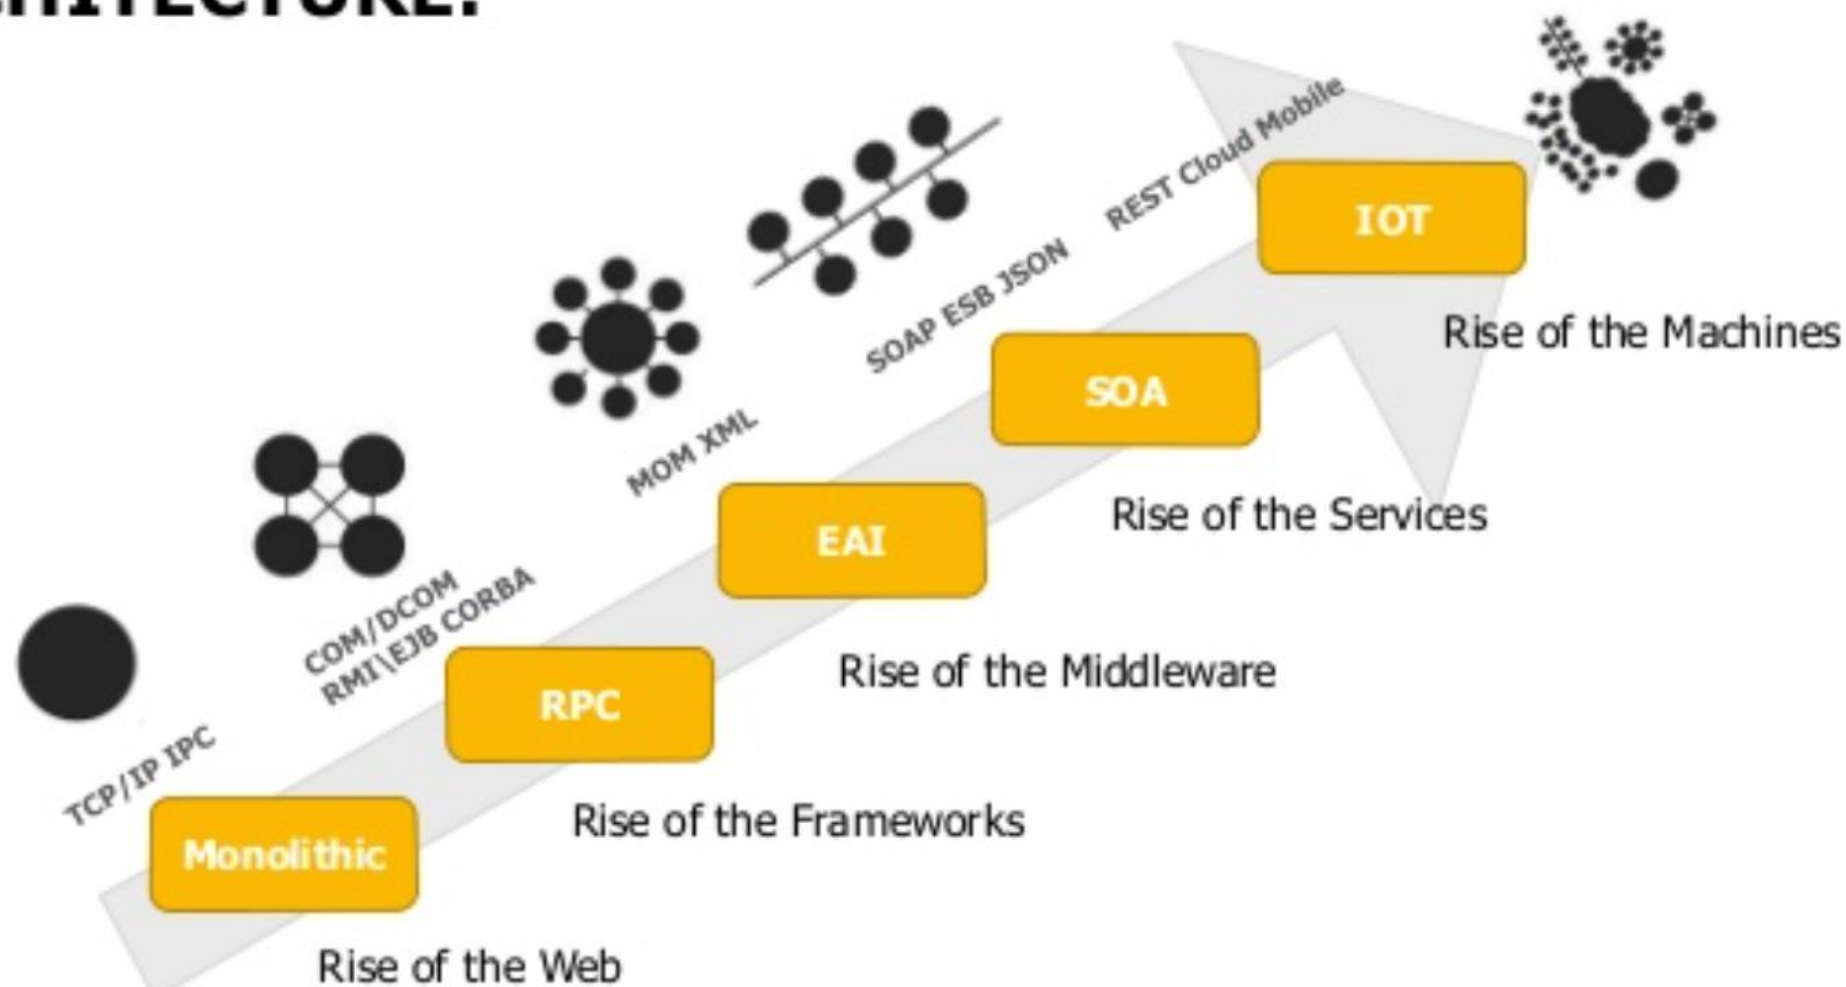 REST Cloud Mobile
IOT
Rise of the Machines
SOAP ESB JSON
SOA
Rise of the Services
MOM XML
EAI
Rise of the Middleware
COM/DCOM
RMI\EJB CORBA
RPC
Rise of the Frameworks
TCP/IP IPC
Monolithic
Rise of the Web